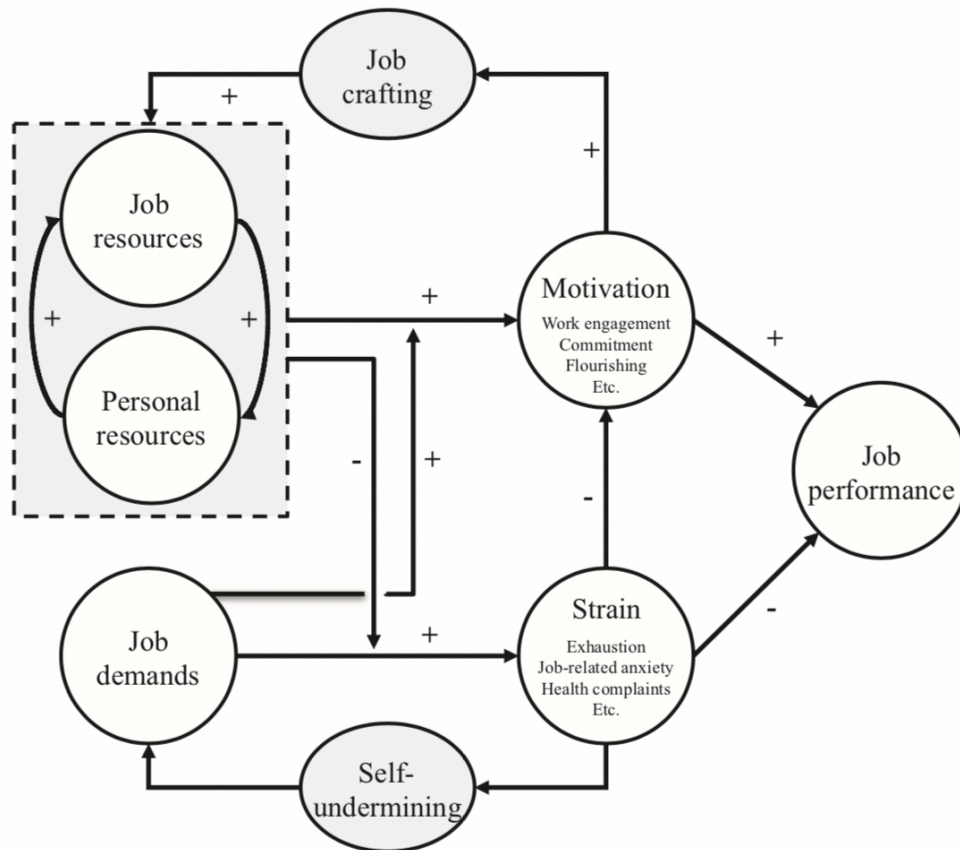 Job
crafting
+
+
Job
resources
+
+
Personal
resources
+
Motivation
Work engagement
Commitment
Flourishing
Etc.
+
-
+
-
Job
performance
Job
demands
+
Strain
Exhaustion
Job-related anxiety
Health complaints
Etc.
-
Self-
undermining